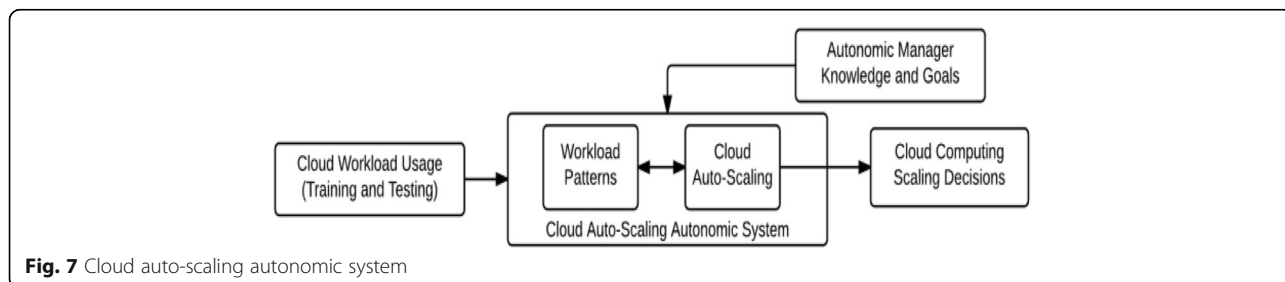 Autonomic Manager
Knowledge and Goals
Cloud Workload Usage
(Training and Testing)
Workload
Patterns
Cloud
Auto-Scaling
Cloud Auto-Scaling Autonomic System
Cloud Computing
Scaling Decisions
Fig. 7 Cloud auto-scaling autonomic system